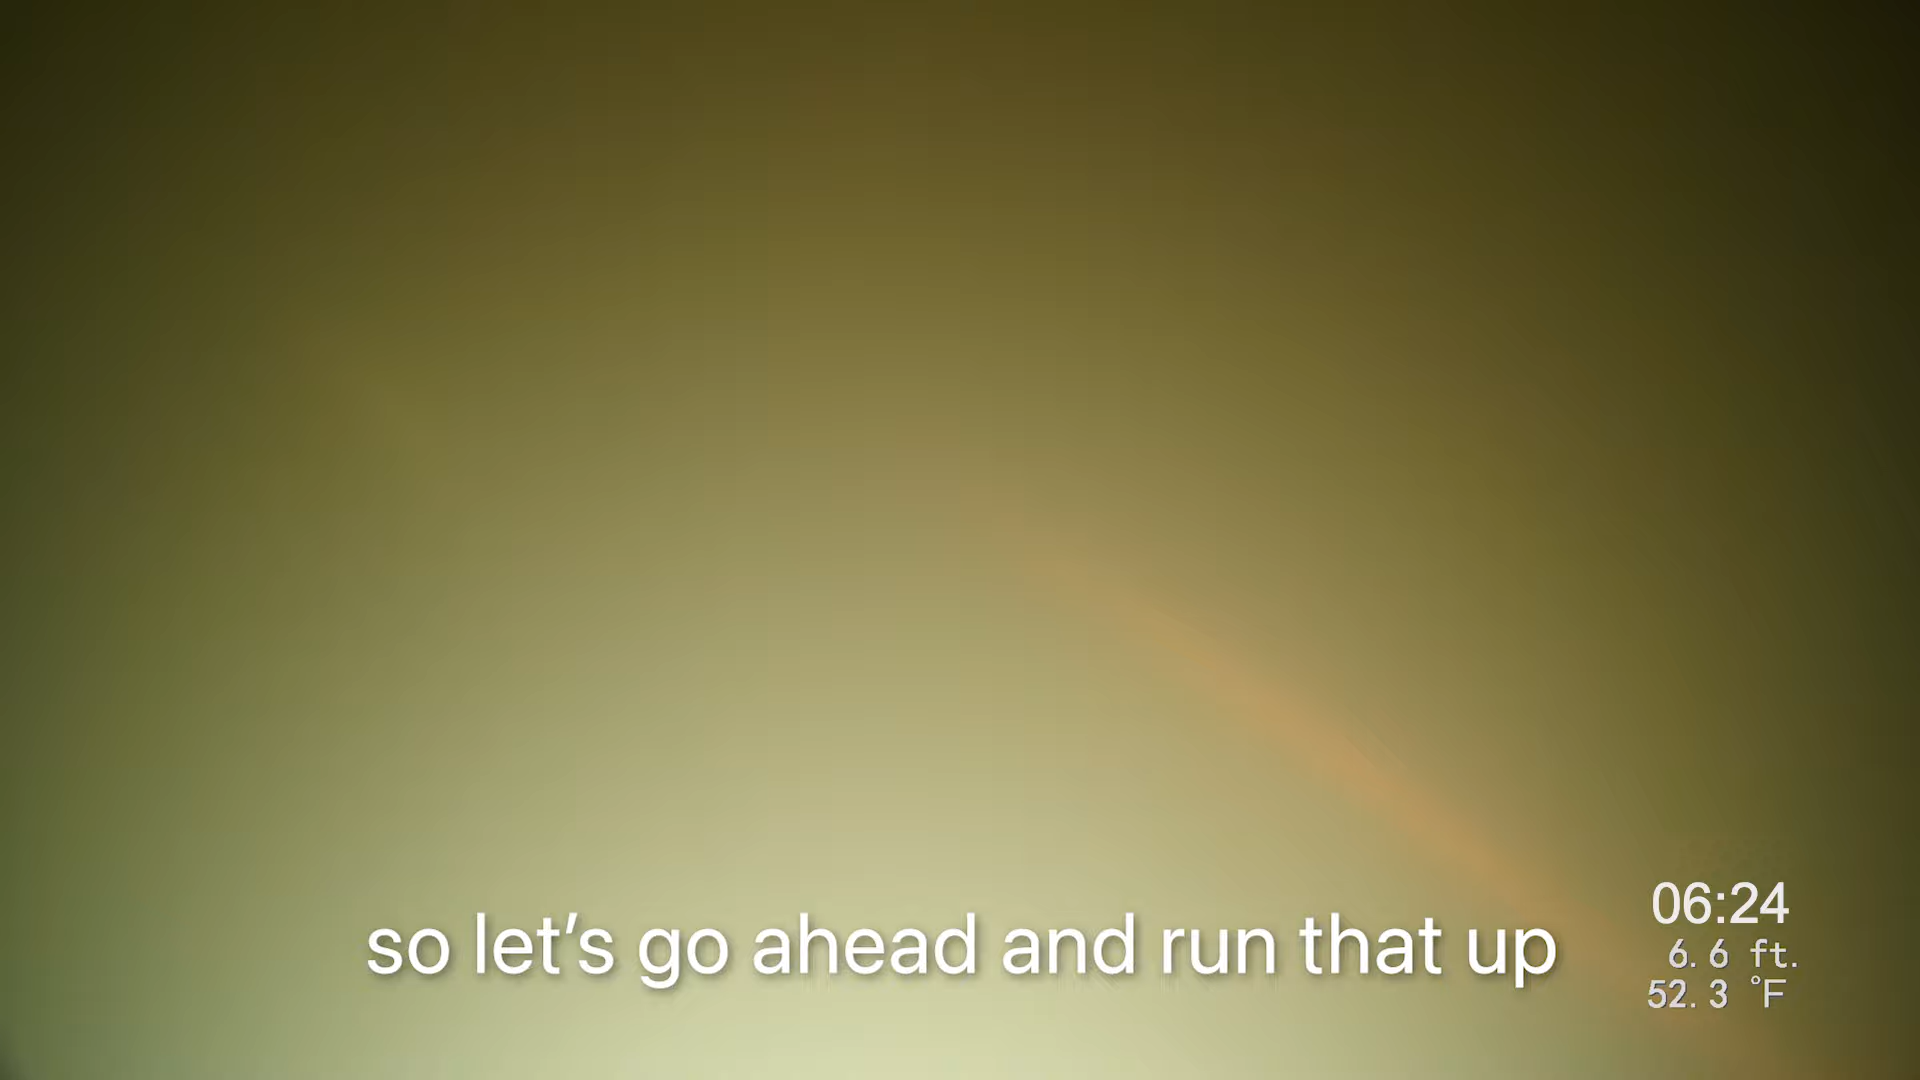 so let’s go ahead and run that up
06:24
6.6 ft.
52.3 °F